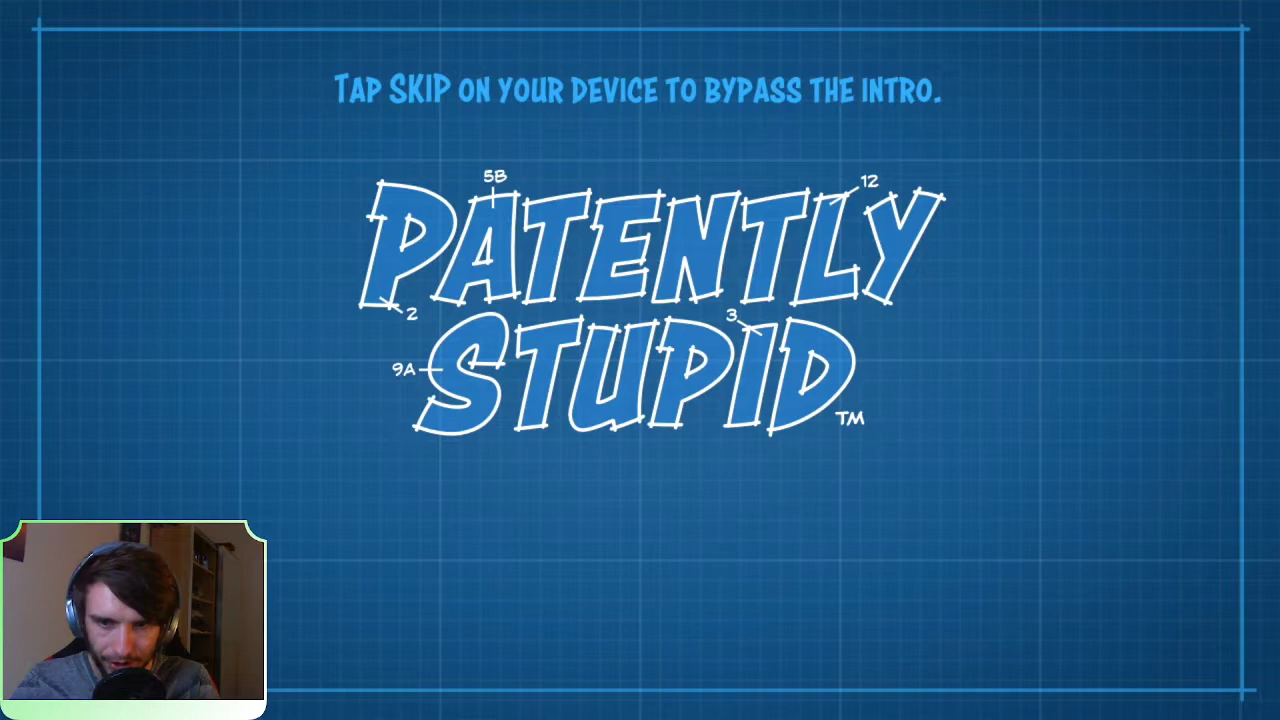 TAP SKIP ON YOUR DEVICE TO BYPASS THE INTRO.
5B
12
PATENTLY
2
3
STUPID
9A
TM